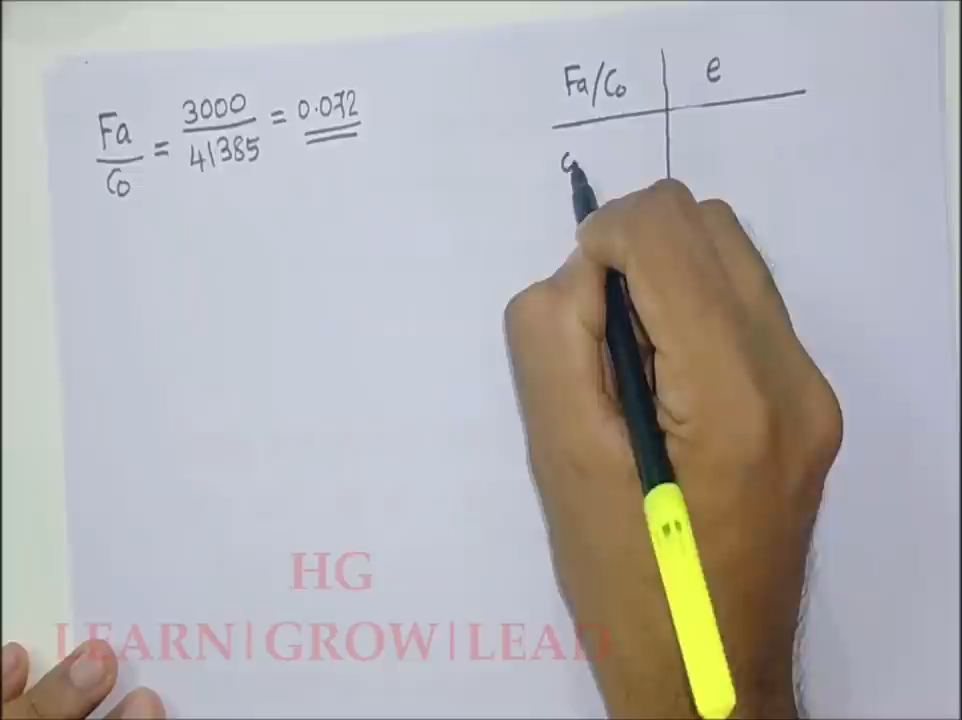 Fa/Co = 3000/41385 = 0.072
Fa/Co e
HG
LEARN|GROW|LEAD